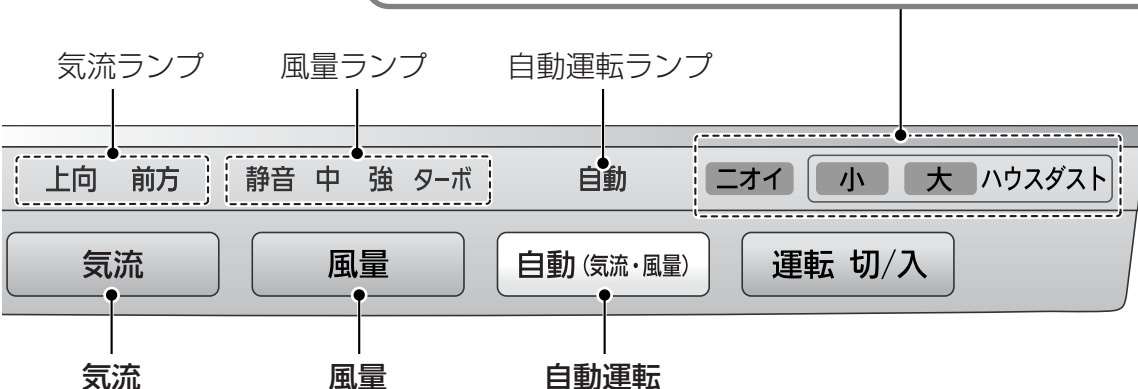 気流ランプ 風量ランプ 自動運転ランプ
上向 前方 静音 中 強 ターボ 自動 ニオイ 小 大 ハウスダスト
気流 風量 自動(気流・風量) 運転 切/入
気流 風量 自動運転